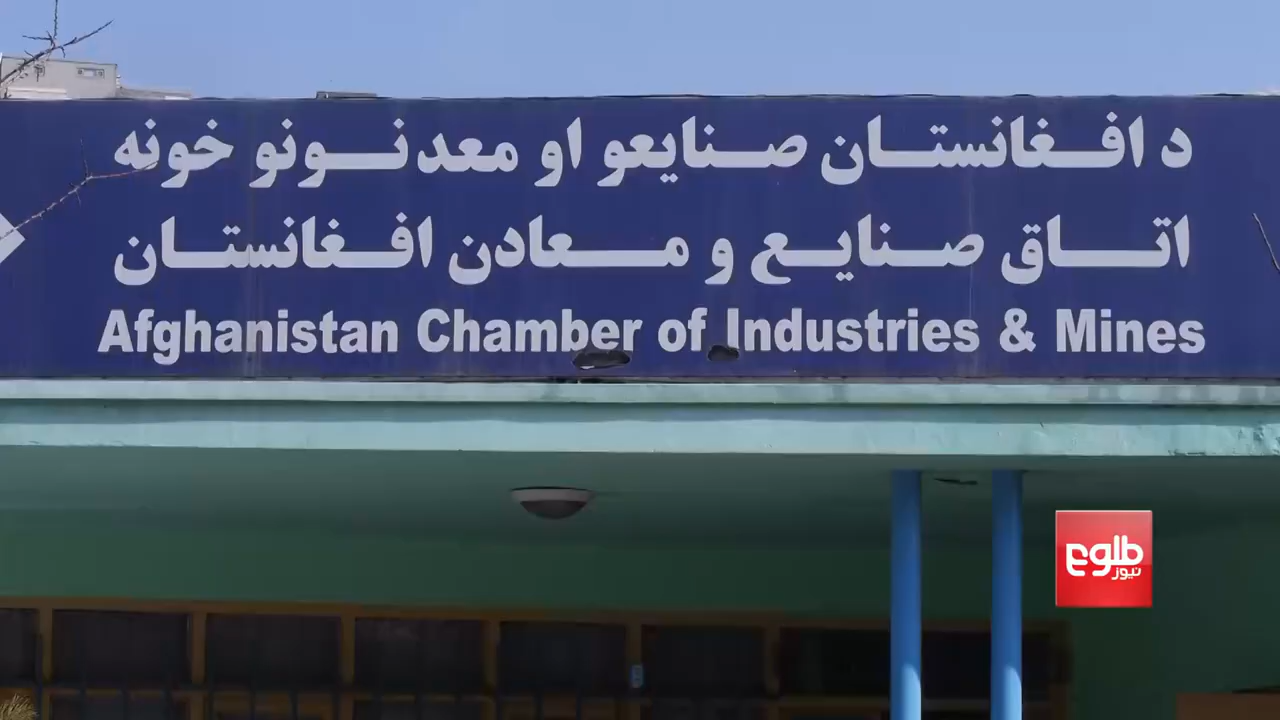 د افغانستان صنایعو او معدنونو خونه
اتاق صنایع و معادن افغانستان
Afghanistan Chamber of Industries & Mines
طلوع
نیوز